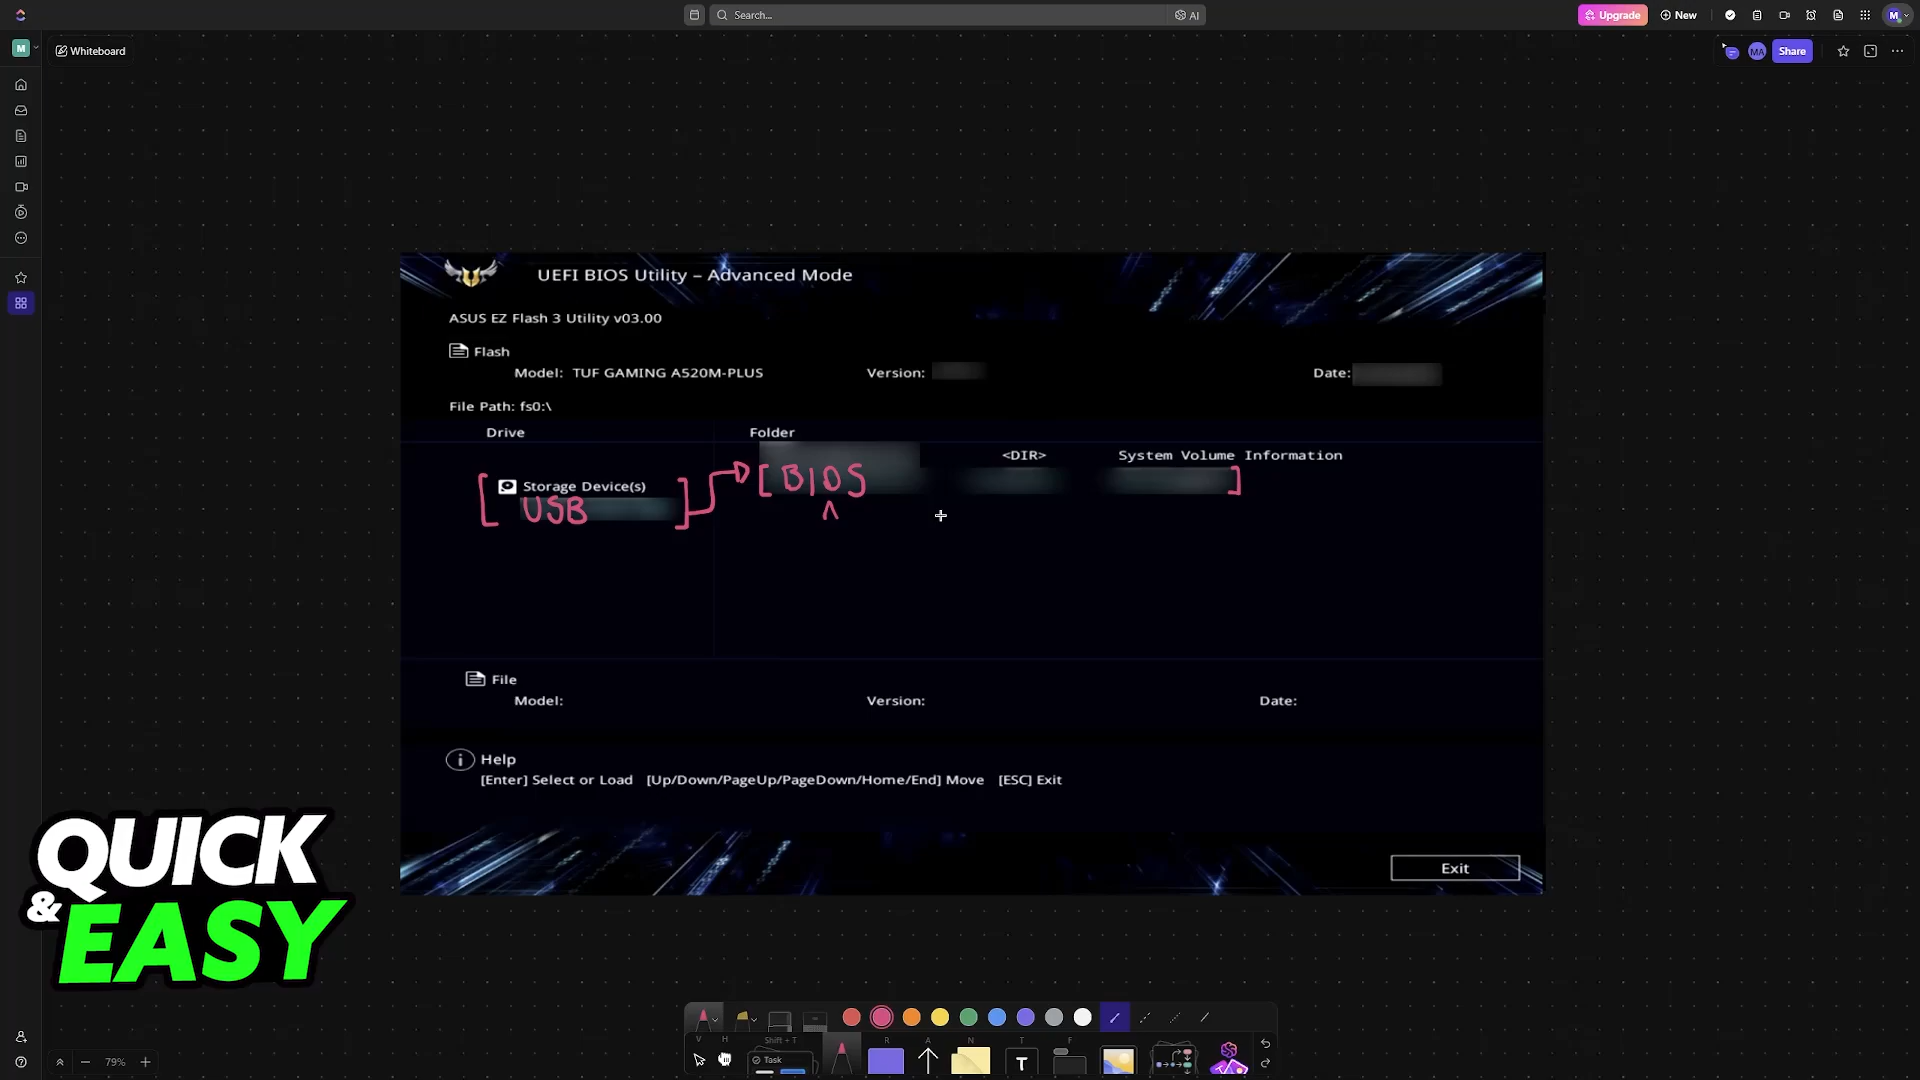 Search...
AI
Upgrade
New
M
M
Whiteboard
MA
Share
UEFI BIOS Utility – Advanced Mode
ASUS EZ Flash 3 Utility v03.00
Flash
Model: TUF GAMING A520M-PLUS
Version:
Date:
File Path: fs0:\
Drive
Folder
<DIR>
System Volume Information
Storage Device(s)
[ USB ]
[ BIOS ]
File
Model:
Version:
Date:
Help
[Enter] Select or Load [Up/Down/PageUp/PageDown/Home/End] Move [ESC] Exit
Exit
QUICK
& EASY
V
H
Shift + T
R
A
N
T
F
Task
T
79%